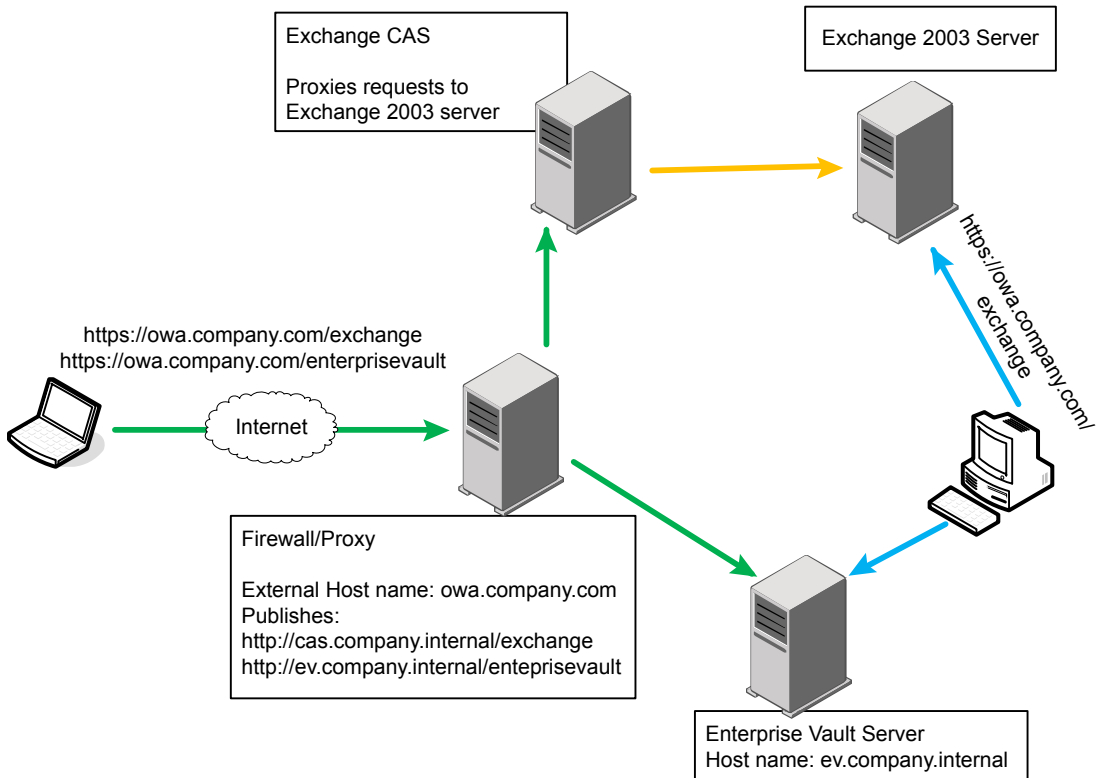 Exchange CAS
Proxies requests to
Exchange 2003 server
Exchange 2003 Server
https://owa.company.com/
exchange
https://owa.company.com/exchange
https://owa.company.com/enterprisevault
Internet
Firewall/Proxy
External Host name: owa.company.com
Publishes:
http://cas.company.internal/exchange
http://ev.company.internal/enteprisevault
Enterprise Vault Server
Host name: ev.company.internal